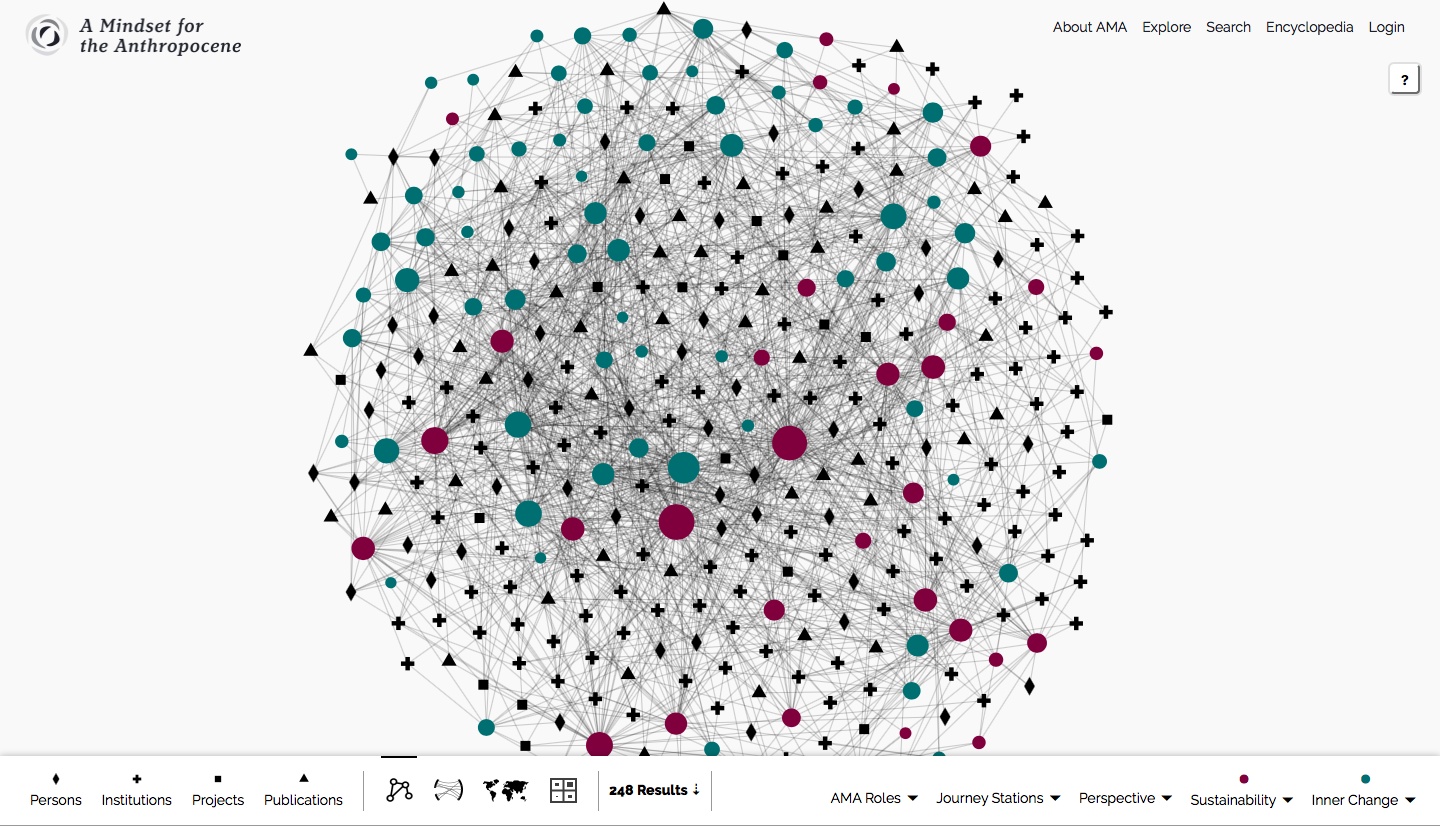 A Mindset for
the Anthropocene
About AMA Explore Search Encyclopedia Login
?
Persons Institutions Projects Publications
248 Results
AMA Roles Journey Stations Perspective Sustainability Inner Change